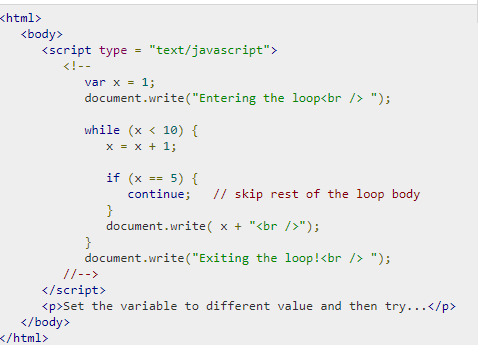 <html>
   <body>
      <script type = "text/javascript">
         <!--
            var x = 1;
            document.write("Entering the loop<br /> ");

            while (x < 10) {
               x = x + 1;

               if (x == 5) {
                  continue;   // skip rest of the loop body
               }
               document.write( x + "<br />");
            }
            document.write("Exiting the loop!<br /> ");
         //-->
      </script>
      <p>Set the variable to different value and then try...</p>
   </body>
</html>